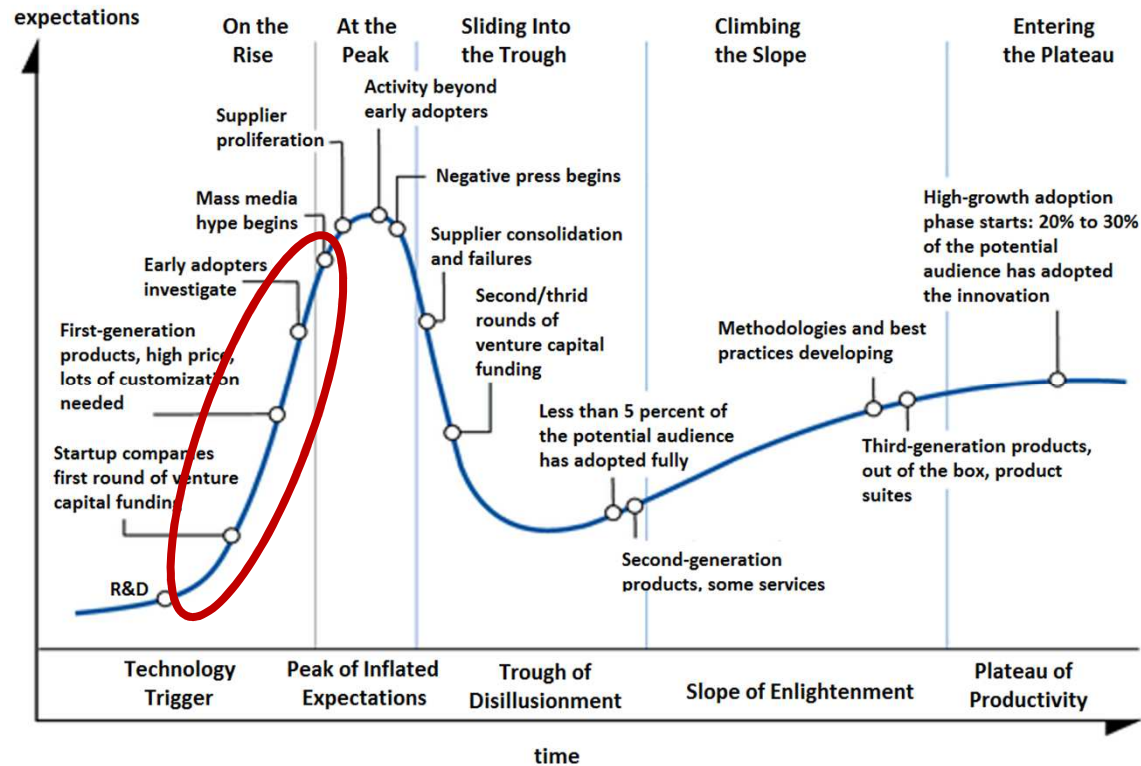 expectations
On the
Rise
At the
Peak
Sliding Into
the Trough
Climbing
the Slope
Entering
the Plateau
Activity beyond
early adopters
Supplier
proliferation
Negative press begins
Mass media
hype begins
High-growth adoption
phase starts: 20% to 30%
of the potential
audience has adopted
the innovation
Supplier consolidation
and failures
Early adopters
investigate
Second/thrid
rounds of
venture capital
funding
First-generation
products, high price,
lots of customization
needed
Methodologies and best
practices developing
Less than 5 percent of
the potential audience
has adopted fully
Startup companies
first round of venture
capital funding
Third-generation products,
out of the box, product
suites
Second-generation
products, some services
R&D
Technology
Trigger
Peak of Inflated
Expectations
Trough of
Disillusionment
Slope of Enlightenment
Plateau of
Productivity
time